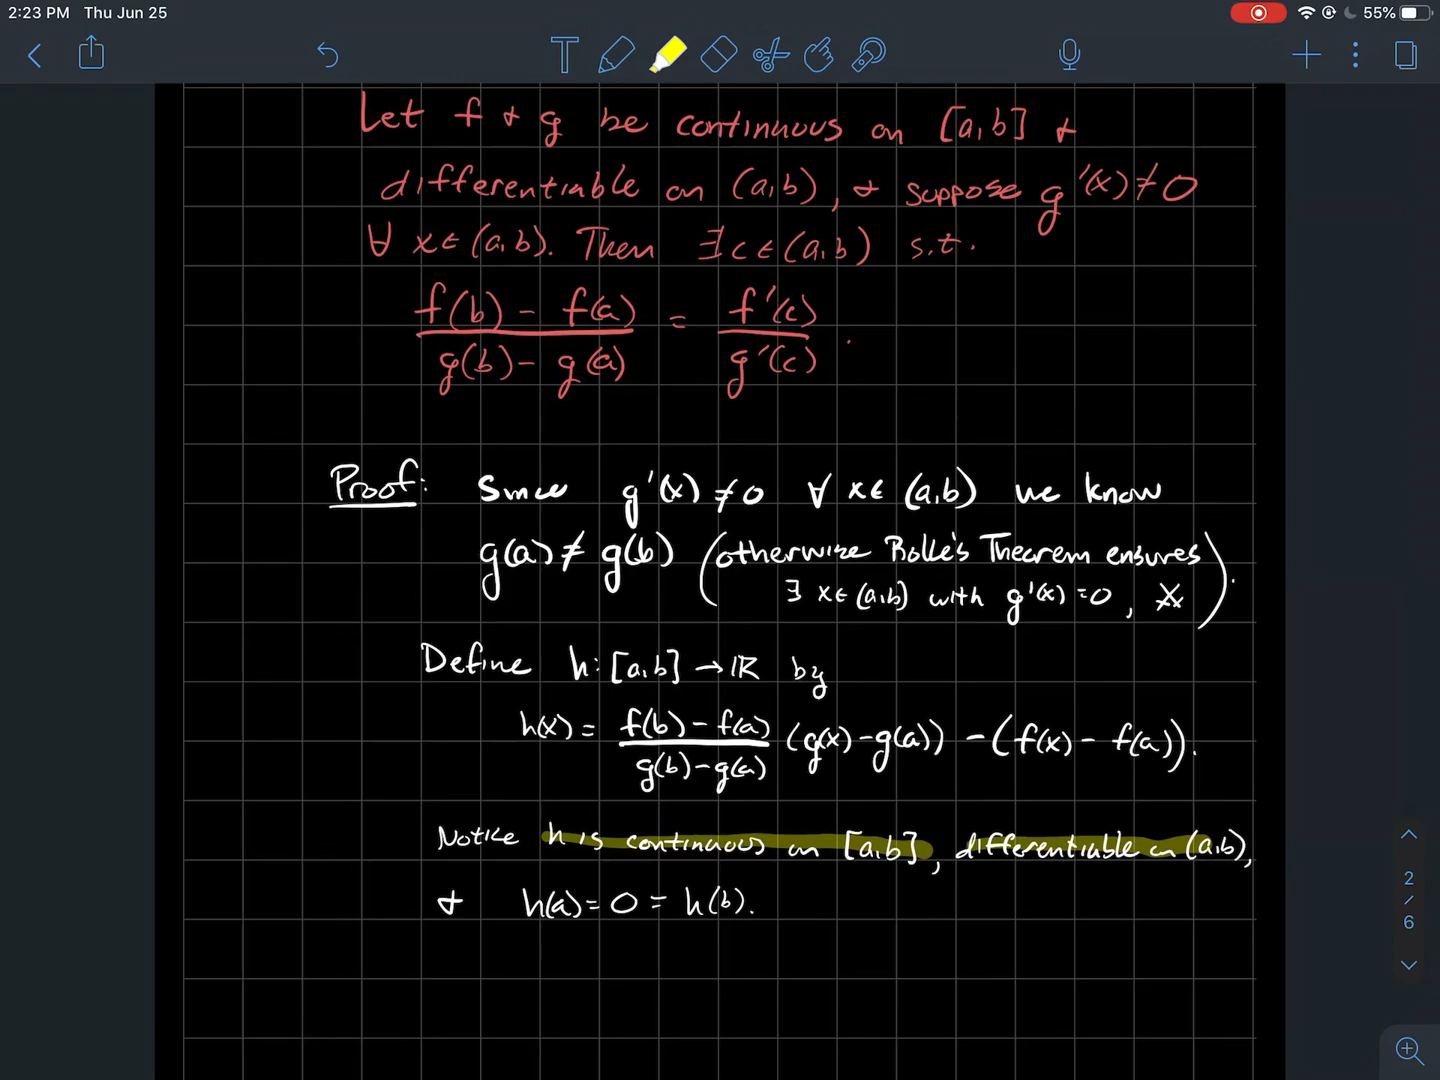 2:23 PM Thu Jun 25
55%
Let f & g be continuous on [a,b] &
differentiable on (a,b), & suppose g'(x)≠0
∀ x∈(a,b). Then ∃c∈(a,b) s.t.
f(b) - f(a) = f'(c)
g(b) - g(a) g'(c) .
Proof: Since g'(x) ≠ 0 ∀ x∈ (a,b) we know
g(a) ≠ g(b) (otherwise Rolle's Theorem ensures
∃ x∈(a,b) with g'(x)=0, ※).
Define h:[a,b] → ℝ by
h(x) = f(b) - f(a) (g(x) - g(a)) - (f(x) - f(a)).
g(b) - g(a)
Notice h is continuous on [a,b], differentiable on (a,b),
& h(a) = 0 = h(b).
2
/
6